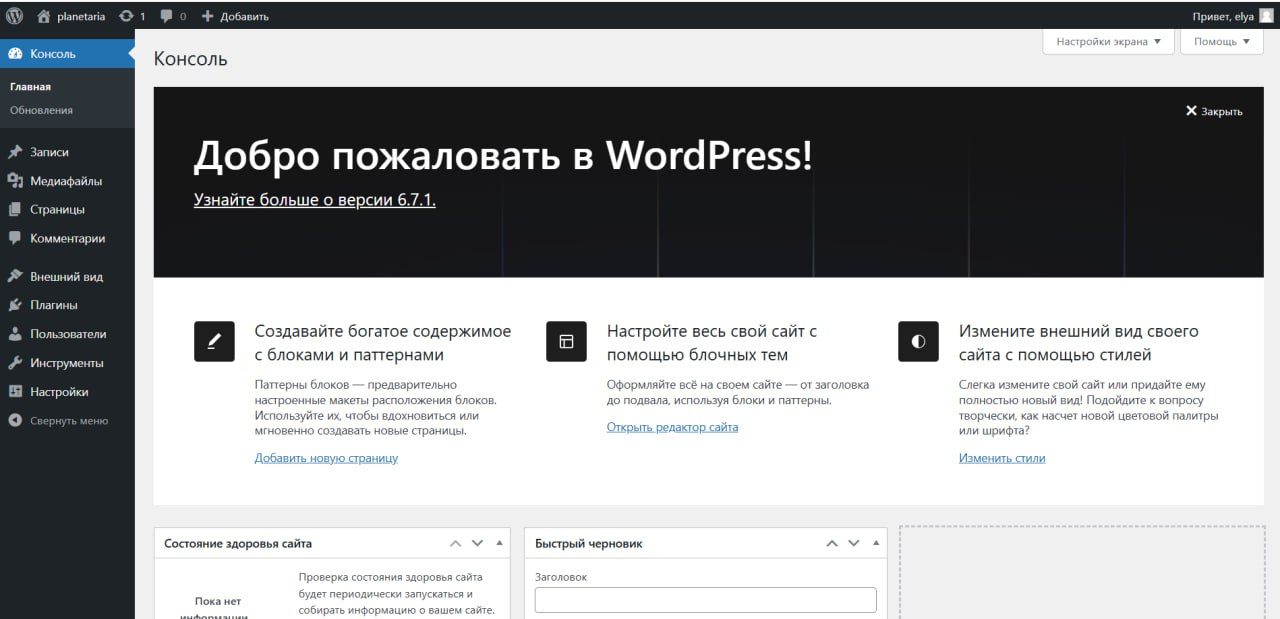 planetaria 1 0 Добавить Привет, elya
Консоль
Главная
Обновления
Записи
Медиафайлы
Страницы
Комментарии
Внешний вид
Плагины
Пользователи
Инструменты
Настройки
Свернуть меню
Настройки экрана Помощь
Консоль
Закрыть
Добро пожаловать в WordPress!
Узнайте больше о версии 6.7.1.
Создавайте богатое содержимое
с блоками и паттернами
Паттерны блоков — предварительно
настроенные макеты расположения блоков.
Используйте их, чтобы вдохновиться или
мгновенно создавать новые страницы.
Добавить новую страницу
Настройте весь свой сайт с
помощью блочных тем
Оформляйте всё на своем сайте — от заголовка
до подвала, используя блоки и паттерны.
Открыть редактор сайта
Измените внешний вид своего
сайта с помощью стилей
Слегка измените свой сайт или придайте ему
полностью новый вид! Подойдите к вопросу
творчески, как насчет новой цветовой палитры
или шрифта?
Изменить стили
Состояние здоровья сайта
Пока нет
информации
Проверка состояния здоровья сайта
будет периодически запускаться и
собирать информацию о вашем сайте.
Быстрый черновик
Заголовок